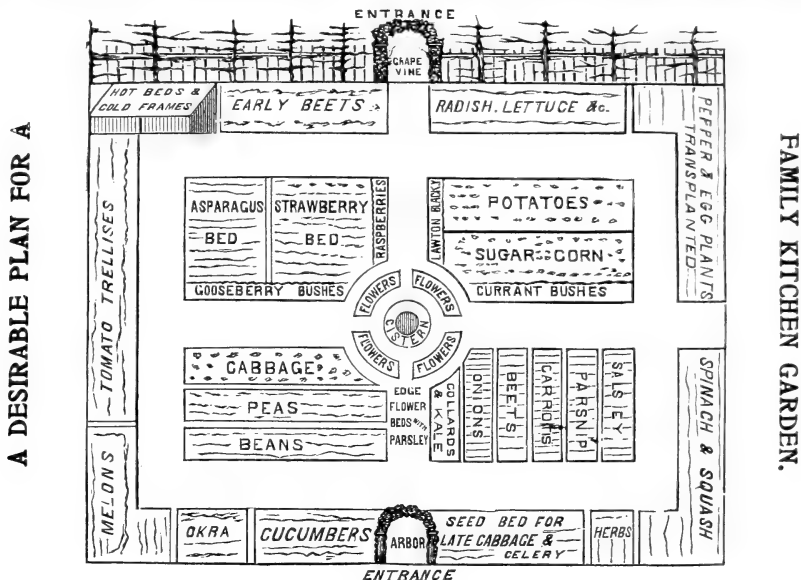 A DESIRABLE PLAN FOR A
FAMILY KITCHEN GARDEN.
ENTRANCE
GRAPE
VINE
HOT BEDS &
COLD FRAMES
EARLY BEETS
RADISH. LETTUCE &c.
PEPPER & EGG PLANTS
TRANSPLANTED
TOMATO TRELLISES
ASPARAGUS
BED
STRAWBERRY
BED
RASPBERRIES
LAWTON BLACKY
POTATOES
SUGAR CORN
GOOSEBERRY BUSHES
CURRANT BUSHES
FLOWERS
FLOWERS
CISTERN
FLOWERS
FLOWERS
CABBAGE
PEAS
BEANS
EDGE
FLOWER
BEDS WITH
PARSLEY
COLLARDS
& KALE
ONIONS
BEETS
CARROTS
PARSNIP
SALSEY
SPINACH & SQUASH
MELONS
OKRA
CUCUMBERS
ARBOR
SEED BED FOR
LATE CABBAGE &
CELERY
HERBS
ENTRANCE